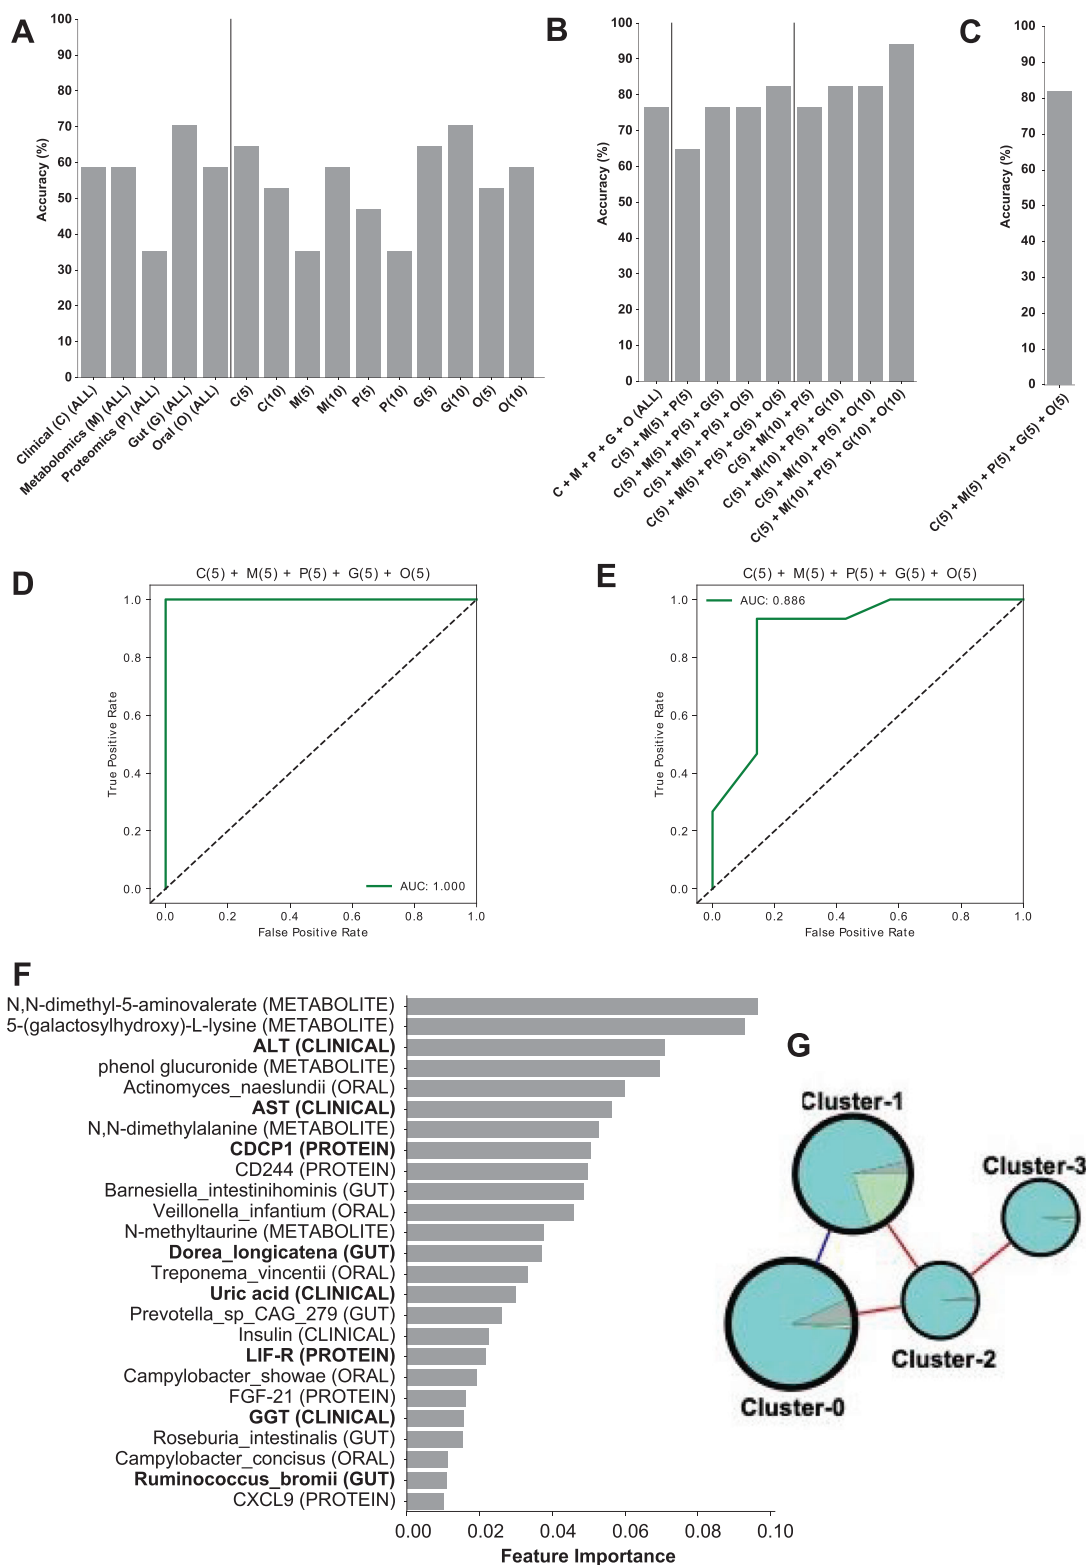 A
100
90
80
70
60
50
40
30
20
10
0
Accuracy (%)
Clinical (C) (ALL)
Metabolomics (M) (ALL)
Proteomics (P) (ALL)
Gut (G) (ALL)
Oral (O) (ALL)
C(5)
C(10)
M(5)
M(10)
P(5)
P(10)
G(5)
G(10)
O(5)
O(10)
B
100
90
80
70
60
50
40
30
20
10
0
Accuracy (%)
C + M + P + G + O (ALL)
C(5) + M(5) + P(5)
C(5) + M(5) + P(5) + G(5)
C(5) + M(5) + P(5) + O(5)
C(5) + M(5) + P(5) + G(5) + O(5)
C(5) + M(10) + P(5)
C(5) + M(10) + P(5) + G(10)
C(5) + M(10) + P(5) + O(10)
C(5) + M(10) + P(5) + G(10) + O(10)
C
100
90
80
70
60
50
40
30
20
10
0
Accuracy (%)
C(5) + M(5) + P(5) + G(5) + O(5)
D
C(5) + M(5) + P(5) + G(5) + O(5)
1.0
0.8
0.6
0.4
0.2
0.0
True Positive Rate
AUC: 1.000
0.0 0.2 0.4 0.6 0.8 1.0
False Positive Rate
E
C(5) + M(5) + P(5) + G(5) + O(5)
AUC: 0.886
1.0
0.8
0.6
0.4
0.2
0.0
True Positive Rate
0.0 0.2 0.4 0.6 0.8 1.0
False Positive Rate
F
N,N-dimethyl-5-aminovalerate (METABOLITE)
5-(galactosylhydroxy)-L-lysine (METABOLITE)
ALT (CLINICAL)
phenol glucuronide (METABOLITE)
Actinomyces_naeslundii (ORAL)
AST (CLINICAL)
N,N-dimethylalanine (METABOLITE)
CDCP1 (PROTEIN)
CD244 (PROTEIN)
Barnesiella_intestinihominis (GUT)
Veillonella_infantium (ORAL)
N-methyltaurine (METABOLITE)
Dorea_longicatena (GUT)
Treponema_vincentii (ORAL)
Uric acid (CLINICAL)
Prevotella_sp_CAG_279 (GUT)
Insulin (CLINICAL)
LIF-R (PROTEIN)
Campylobacter_showae (ORAL)
FGF-21 (PROTEIN)
GGT (CLINICAL)
Roseburia_intestinalis (GUT)
Campylobacter_concisus (ORAL)
Ruminococcus_bromii (GUT)
CXCL9 (PROTEIN)
0.00 0.02 0.04 0.06 0.08 0.10
Feature Importance
G
Cluster-1
Cluster-3
Cluster-2
Cluster-0